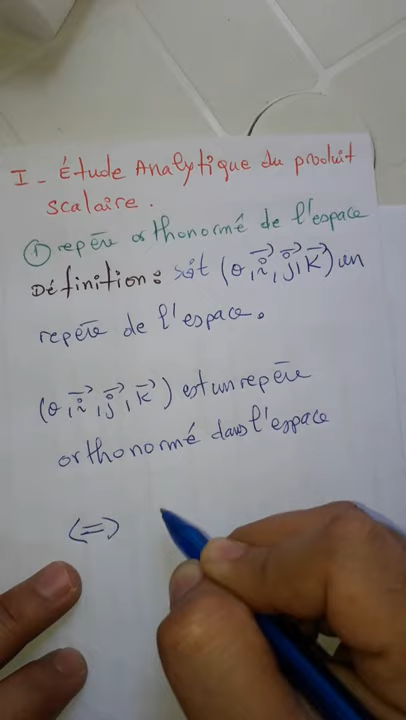 I - Étude Analytique du produit
scalaire.
① repère orthonormé de l'espace
Définition : soit (o, i, j, k) un
repère de l'espace.
(o, i, j, k) est un repère
orthonormé dans l'espace
⟺